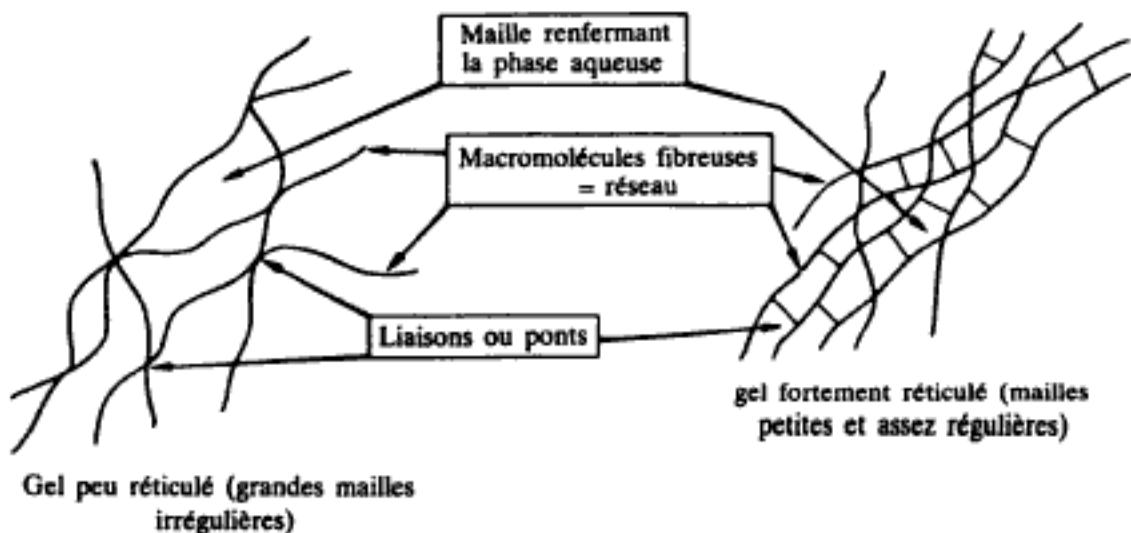 Maille renfermant
la phase aqueuse
Macromolécules fibreuses
= réseau
Liaisons ou ponts
gel fortement réticulé (mailles
petites et assez régulières)
Gel peu réticulé (grandes mailles
irrégulières)